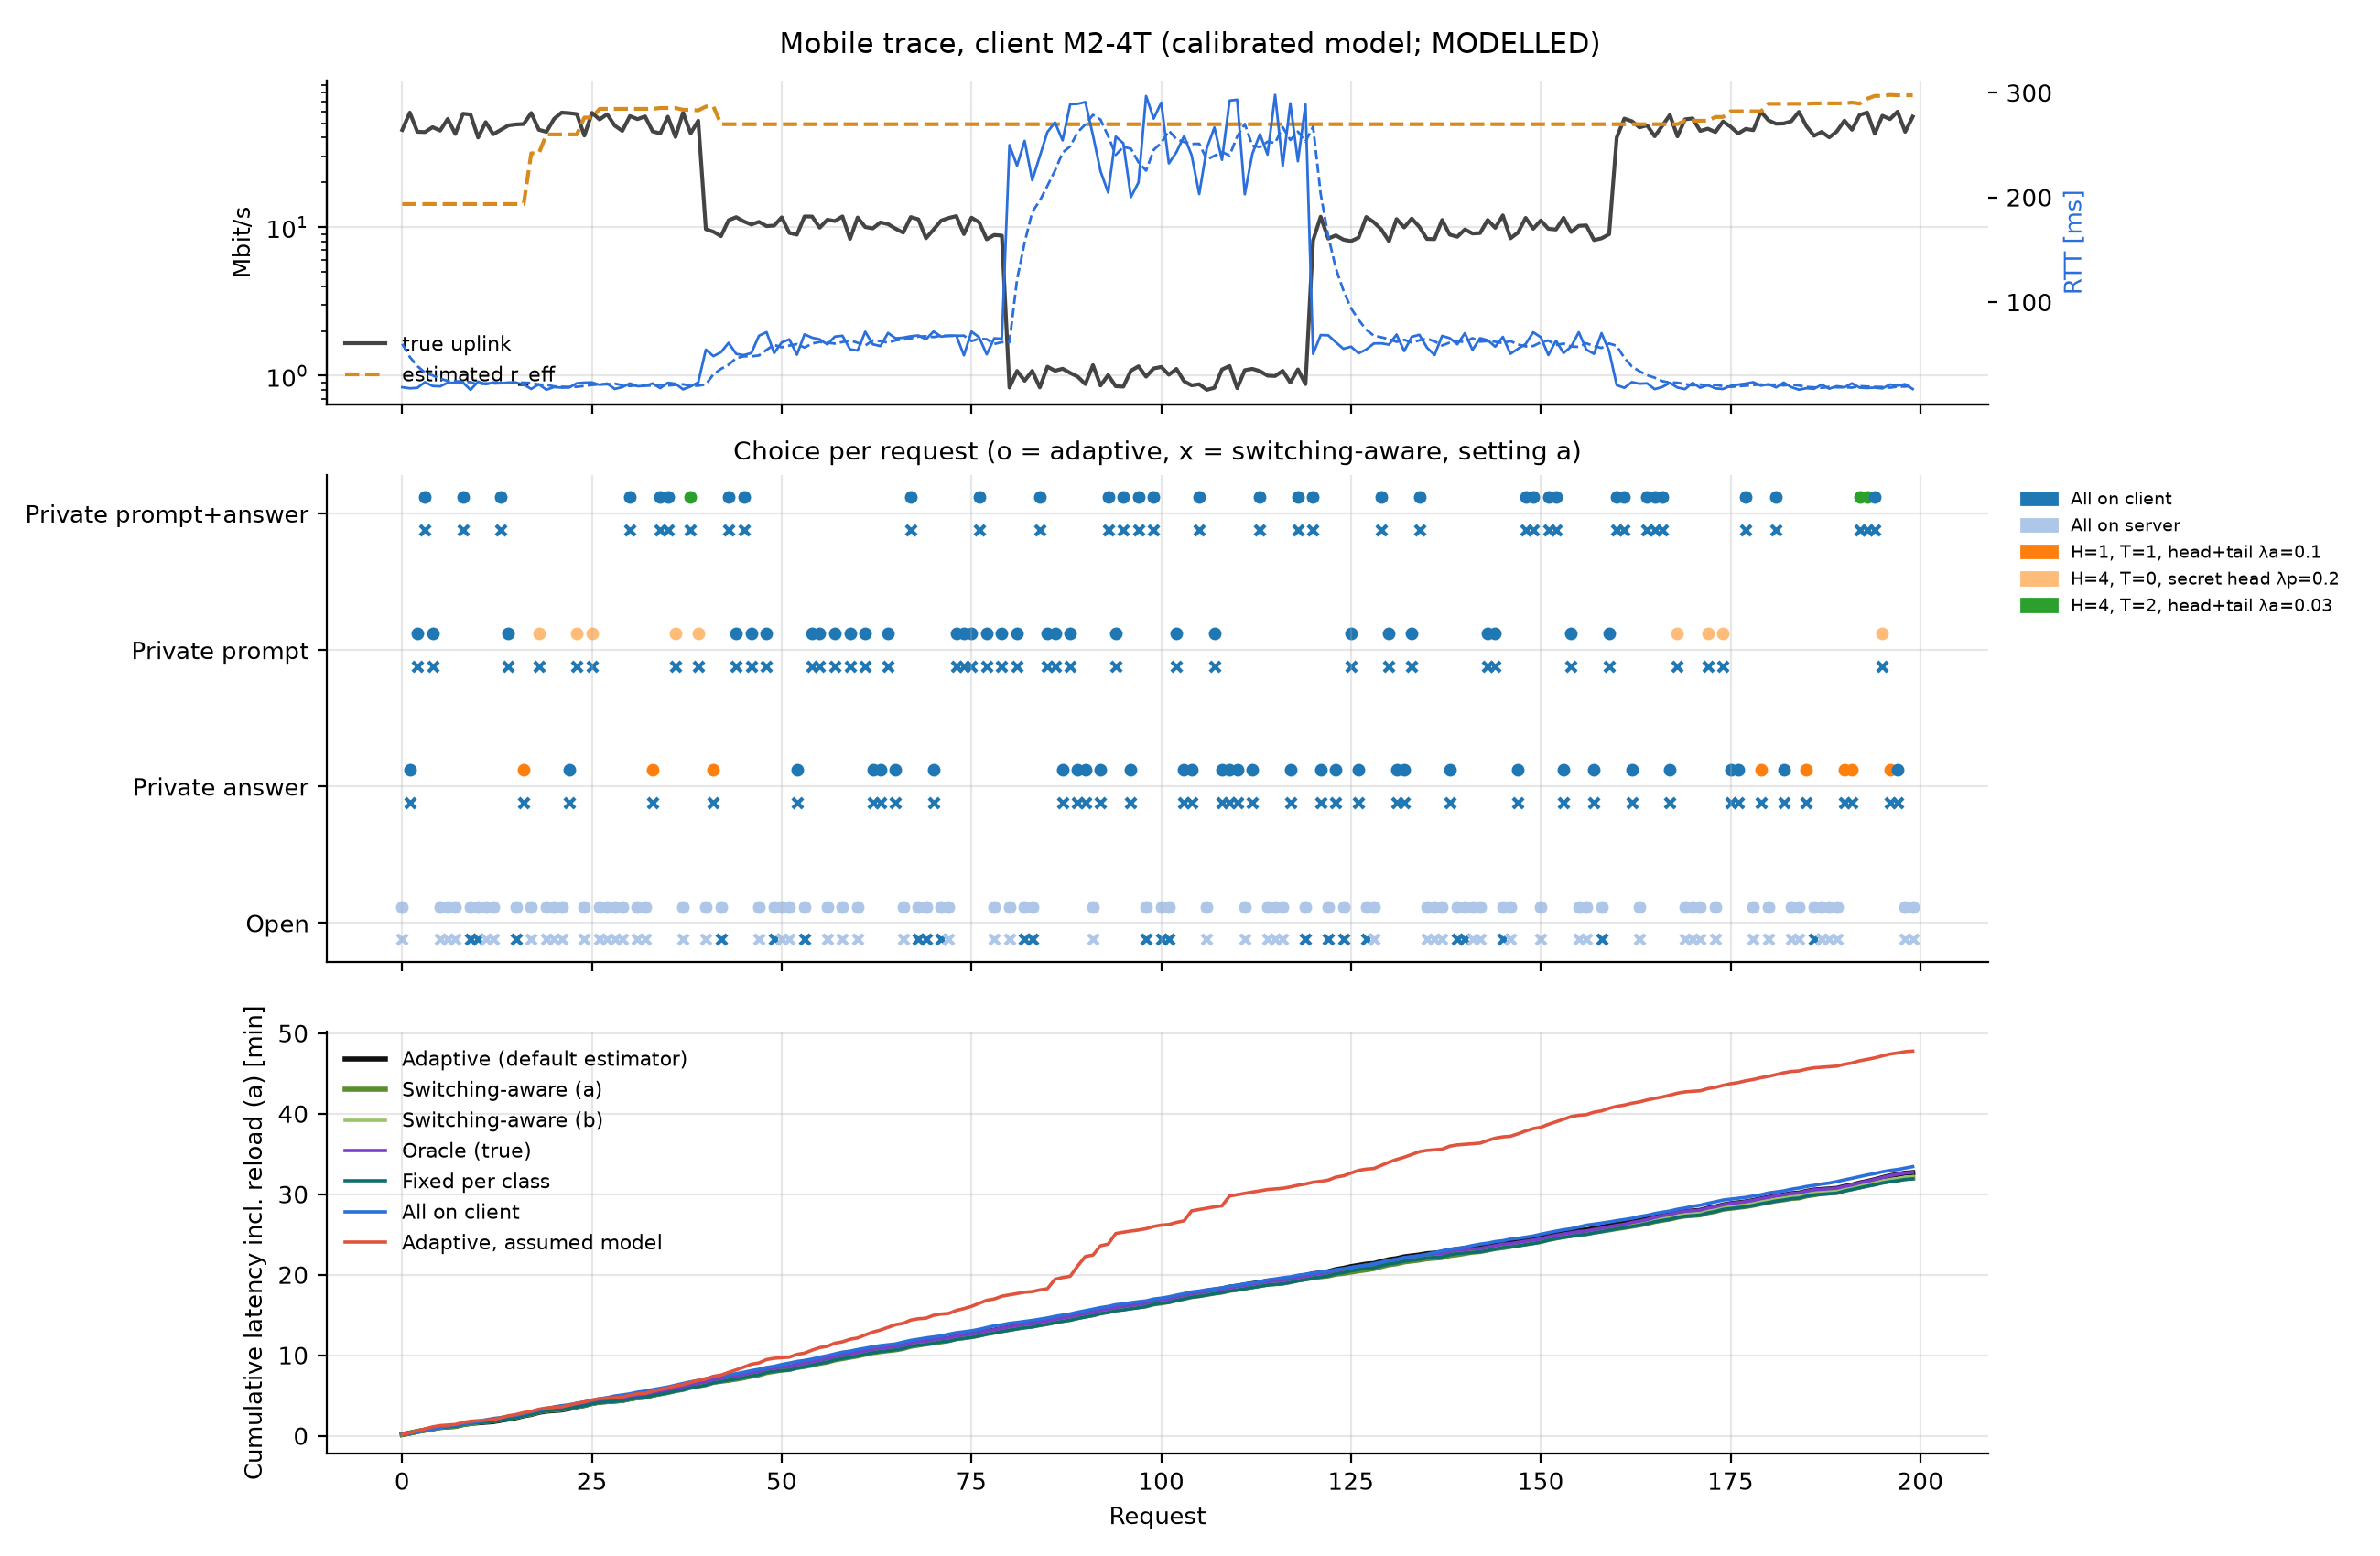 Mobile trace, client M2-4T (calibrated model; MODELLED)
Mbit/s
10¹
10⁰
true uplink
estimated r_eff
300
200
100
RTT [ms]
Choice per request (o = adaptive, x = switching-aware, setting a)
Private prompt+answer
Private prompt
Private answer
Open
All on client
All on server
H=1, T=1, head+tail λa=0.1
H=4, T=0, secret head λp=0.2
H=4, T=2, head+tail λa=0.03
Cumulative latency incl. reload (a) [min]
50
40
30
20
10
0
Adaptive (default estimator)
Switching-aware (a)
Switching-aware (b)
Oracle (true)
Fixed per class
All on client
Adaptive, assumed model
0 25 50 75 100 125 150 175 200
Request